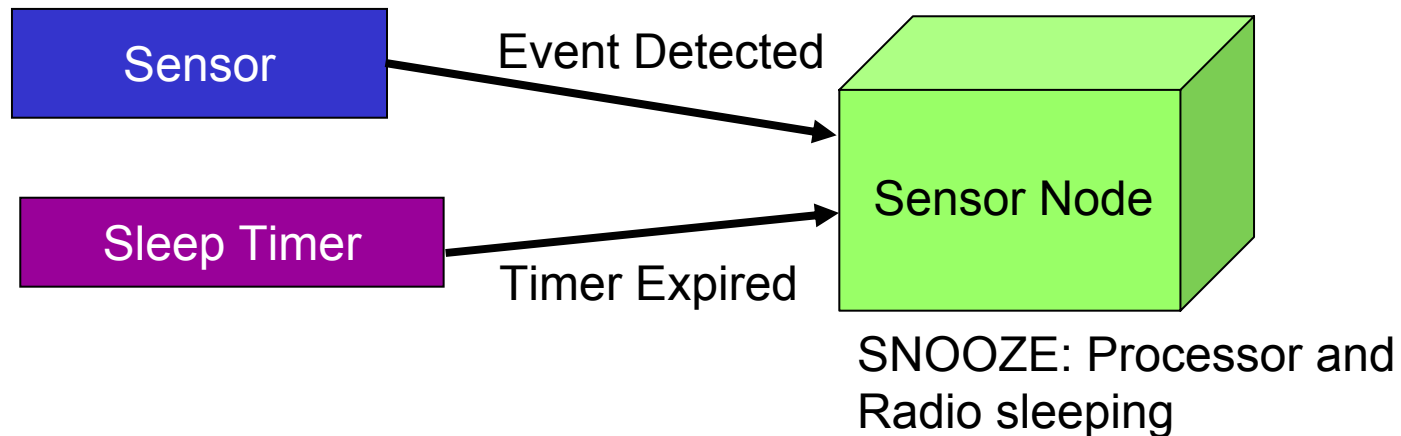 Sensor
Event Detected
Sensor Node
Sleep Timer
Timer Expired
SNOOZE: Processor and
Radio sleeping